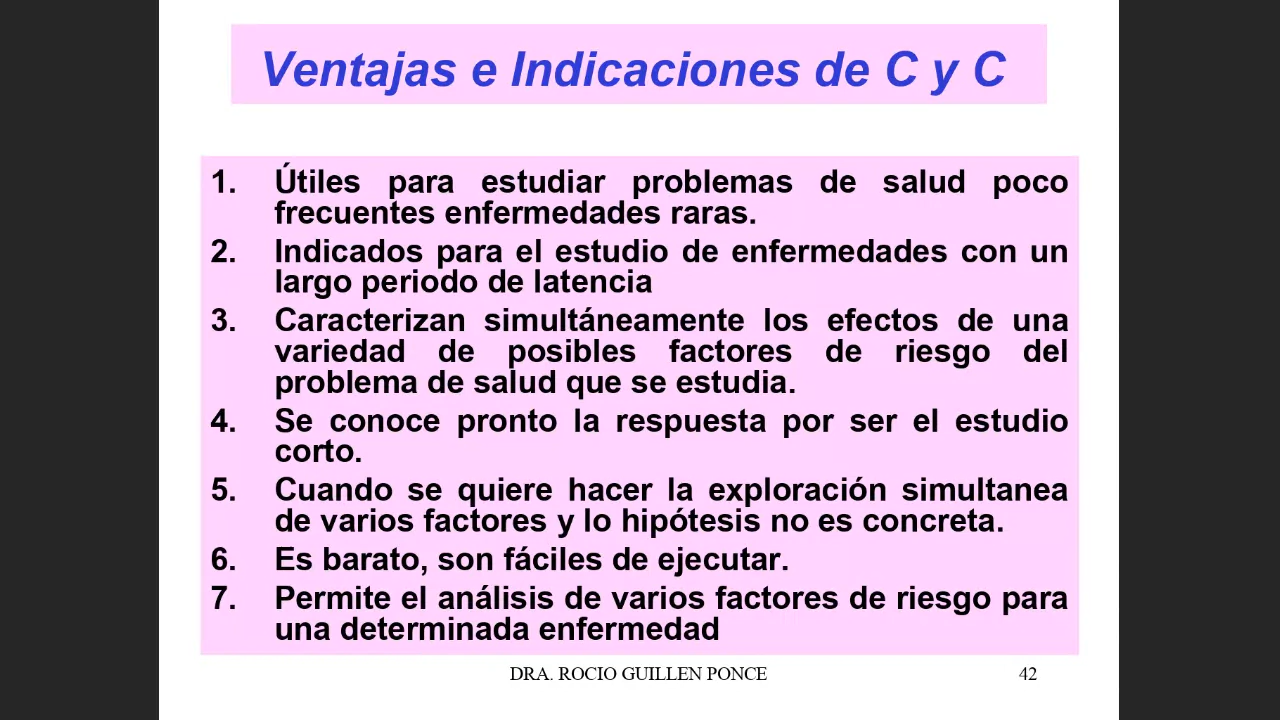 Ventajas e Indicaciones de C y C
1. Útiles para estudiar problemas de salud poco
frecuentes enfermedades raras.
2. Indicados para el estudio de enfermedades con un
largo periodo de latencia
3. Caracterizan simultáneamente los efectos de una
variedad de posibles factores de riesgo del
problema de salud que se estudia.
4. Se conoce pronto la respuesta por ser el estudio
corto.
5. Cuando se quiere hacer la exploración simultanea
de varios factores y lo hipótesis no es concreta.
6. Es barato, son fáciles de ejecutar.
7. Permite el análisis de varios factores de riesgo para
una determinada enfermedad
DRA. ROCIO GUILLEN PONCE 42